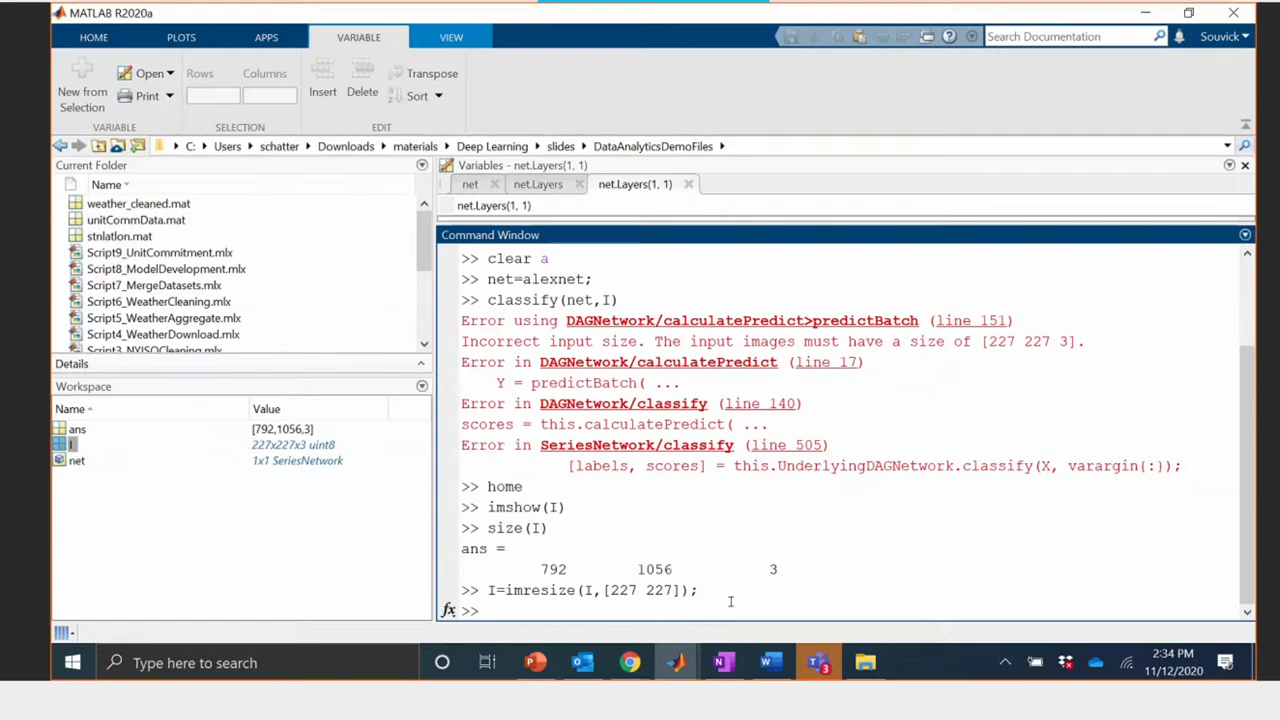 MATLAB R2020a
HOME PLOTS APPS VARIABLE VIEW Search Documentation Souvick
New from Selection
Open
Print
Rows Columns
Insert Delete
Transpose
Sort
VARIABLE SELECTION EDIT
C: Users schatter Downloads materials Deep Learning slides DataAnalyticsDemoFiles
Current Folder
Name
weather_cleaned.mat
unitCommData.mat
stnlatlon.mat
Script9_UnitCommitment.mlx
Script8_ModelDevelopment.mlx
Script7_MergeDatasets.mlx
Script6_WeatherCleaning.mlx
Script5_WeatherAggregate.mlx
Script4_WeatherDownload.mlx
Script3_NYISOCleaning.mlx
Details
Workspace
Name Value
ans [792,1056,3]
I 227x227x3 uint8
net 1x1 SeriesNetwork
Variables - net.Layers(1, 1)
net net.Layers net.Layers(1, 1)
net.Layers(1, 1)
Command Window
>> clear a
>> net=alexnet;
>> classify(net,I)
Error using DAGNetwork/calculatePredict>predictBatch (line 151)
Incorrect input size. The input images must have a size of [227 227 3].
Error in DAGNetwork/calculatePredict (line 17)
Y = predictBatch( ...
Error in DAGNetwork/classify (line 140)
scores = this.calculatePredict( ...
Error in SeriesNetwork/classify (line 505)
[labels, scores] = this.UnderlyingDAGNetwork.classify(X, varargin{:});
>> home
>> imshow(I)
>> size(I)
ans =
792 1056 3
>> I=imresize(I,[227 227]);
fx >>
Type here to search
3
2:34 PM
11/12/2020